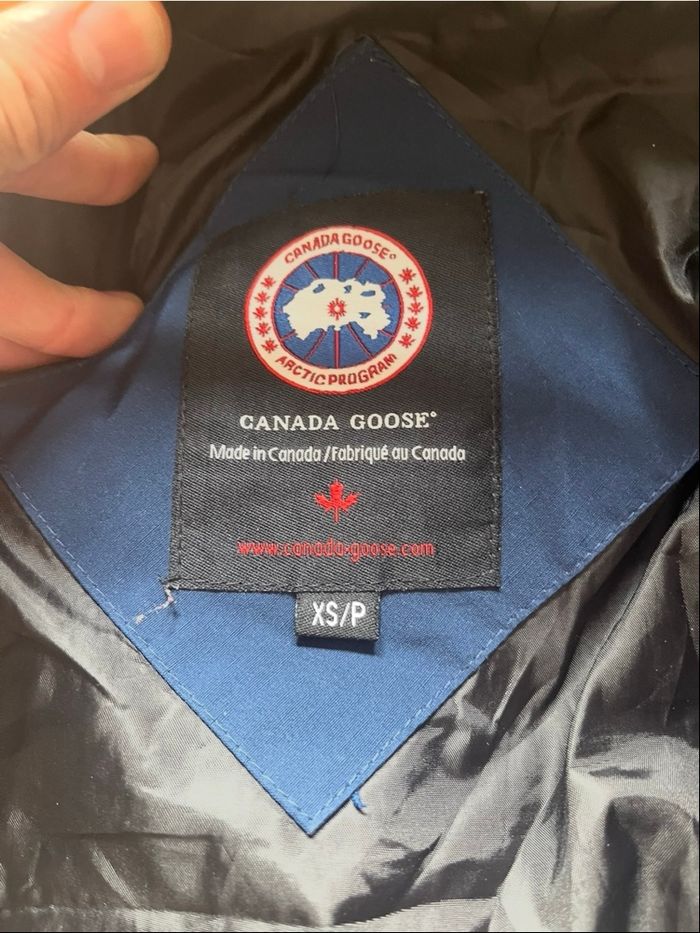 CANADA GOOSE®
ARCTIC PROGRAM
CANADA GOOSE®
Made in Canada/Fabriqué au Canada
www.canada-goose.com
XS/P